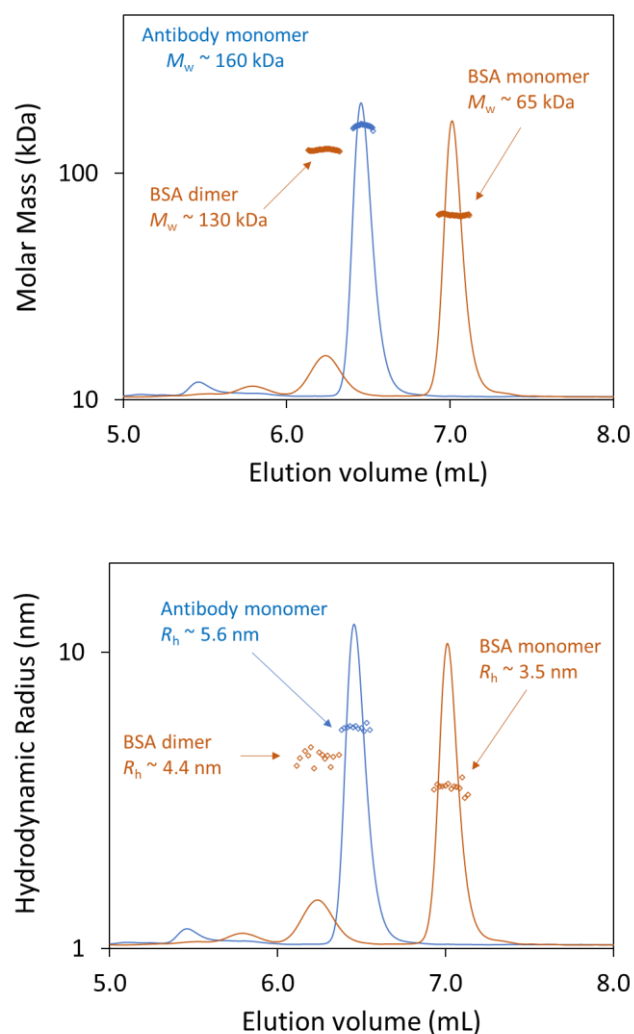 Antibody monomer
Mw ~ 160 kDa
BSA monomer
Mw ~ 65 kDa
100
BSA dimer
Mw ~ 130 kDa
Molar Mass (kDa)
10
5.0 6.0 7.0 8.0
Elution volume (mL)
Antibody monomer
Rh ~ 5.6 nm
10
BSA monomer
Rh ~ 3.5 nm
BSA dimer
Rh ~ 4.4 nm
Hydrodynamic Radius (nm)
1
5.0 6.0 7.0 8.0
Elution volume (mL)